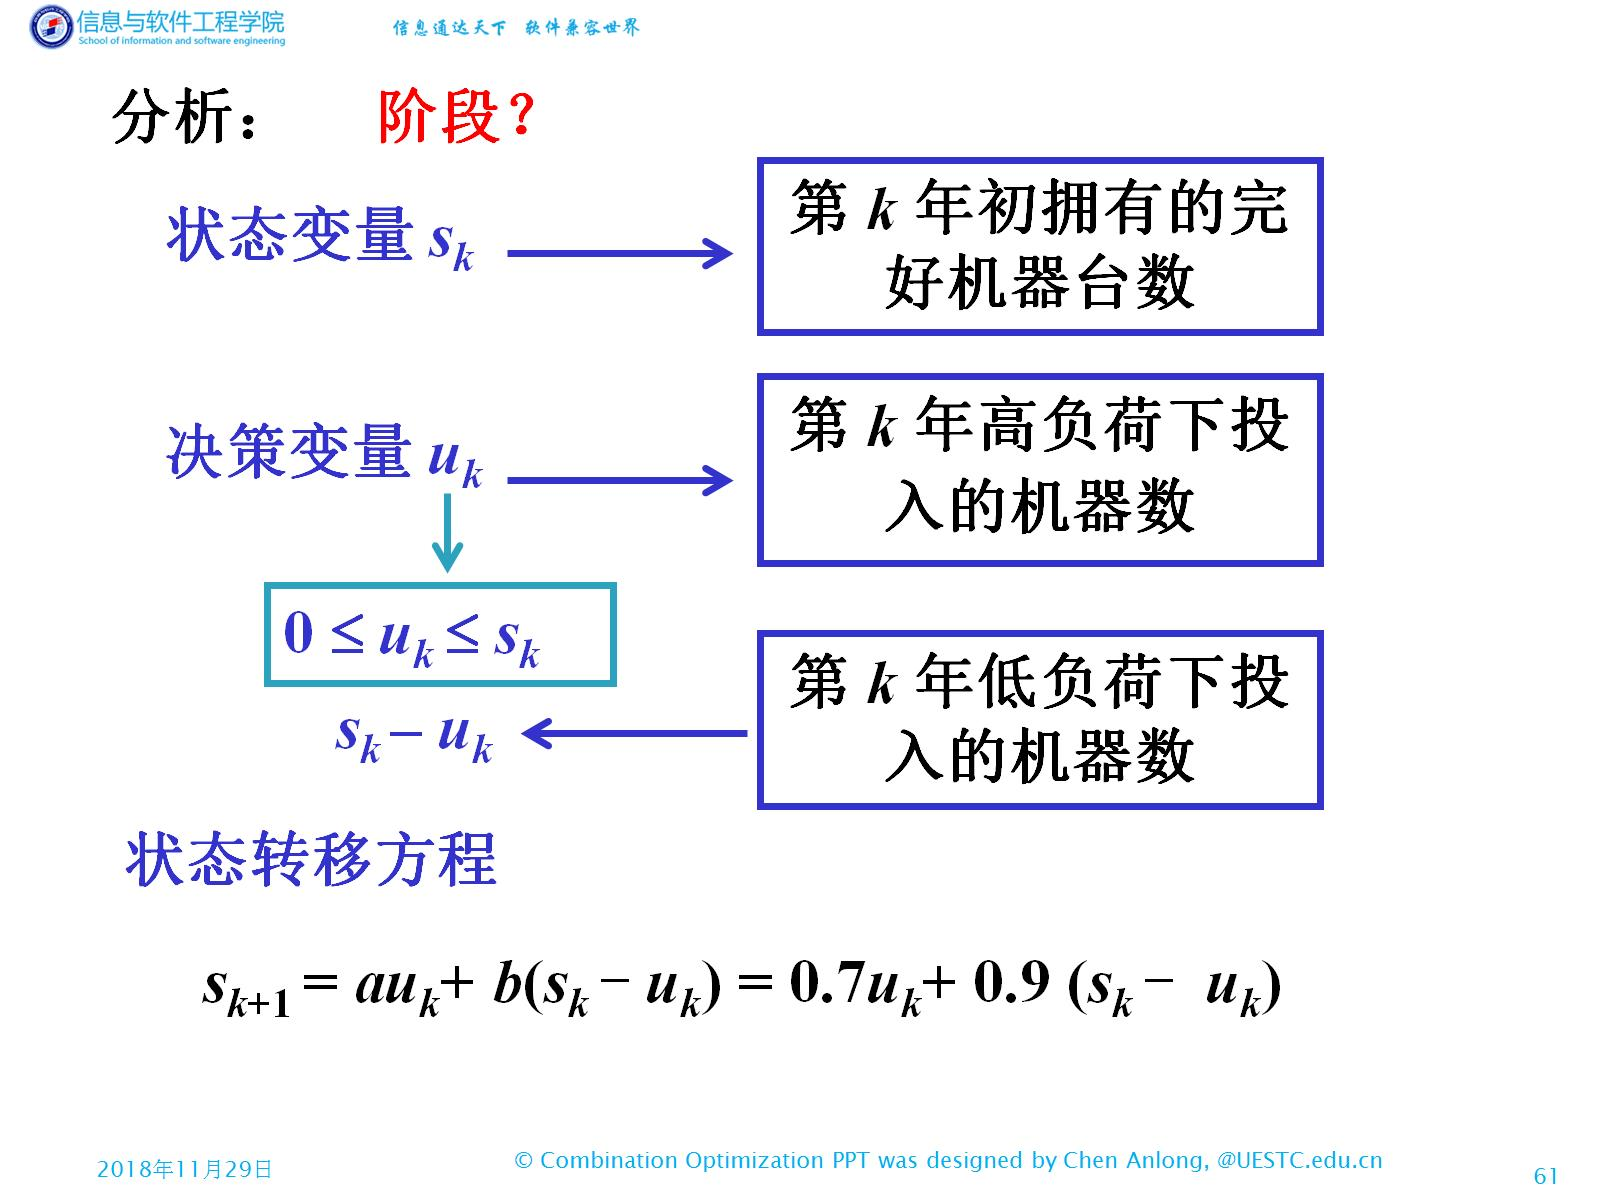 信息与软件工程学院
School of information and software engineering
信息通达天下 软件兼容世界
分析： 阶段？
状态变量 sₖ
第 k 年初拥有的完
好机器台数
决策变量 uₖ
第 k 年高负荷下投
入的机器数
0 ≤ uₖ ≤ sₖ
sₖ – uₖ
第 k 年低负荷下投
入的机器数
状态转移方程
sₖ₊₁ = auₖ+ b(sₖ − uₖ) = 0.7uₖ+ 0.9 (sₖ − uₖ)
2018年11月29日
© Combination Optimization PPT was designed by Chen Anlong, @UESTC.edu.cn
61